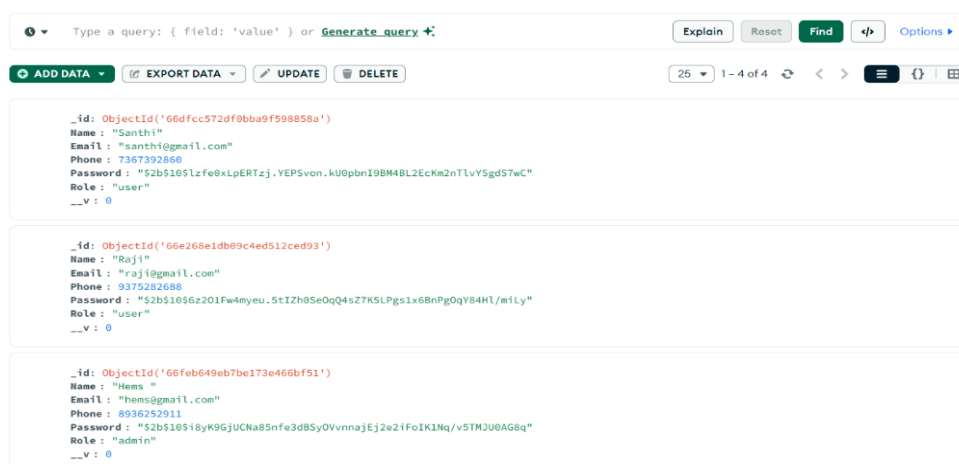 Type a query: { field: 'value' } or Generate query
Explain Reset Find </> Options
ADD DATA EXPORT DATA UPDATE DELETE 25 1 – 4 of 4 {}
_id: ObjectId('66dfcc572df0bba9f598858a')
Name : "Santhi"
Email : "santhi@gmail.com"
Phone : 7367392860
Password : "$2b$10$lzfe0xLpERTzj.YEPSvon.kU0pbnI9BM4BL2EcKm2nTlvYSgdS7wC"
Role : "user"
__v : 0
_id: ObjectId('66e268e1db09c4ed512ced93')
Name : "Raji"
Email : "raji@gmail.com"
Phone : 9375282688
Password : "$2b$10$6z2O1Fw4myeu.5tIZh0SeOqQ4sZ7K5LPgs1x6BnPgOqY84Hl/miLy"
Role : "user"
__v : 0
_id: ObjectId('66feb649eb7be173e466bf51')
Name : "Hems "
Email : "hems@gmail.com"
Phone : 8936252911
Password : "$2b$10$i8yK9GjUCNa85nfe3dBSyOVvnnajEj2e2iFoIK1Nq/v5TMJU0AG8q"
Role : "admin"
__v : 0